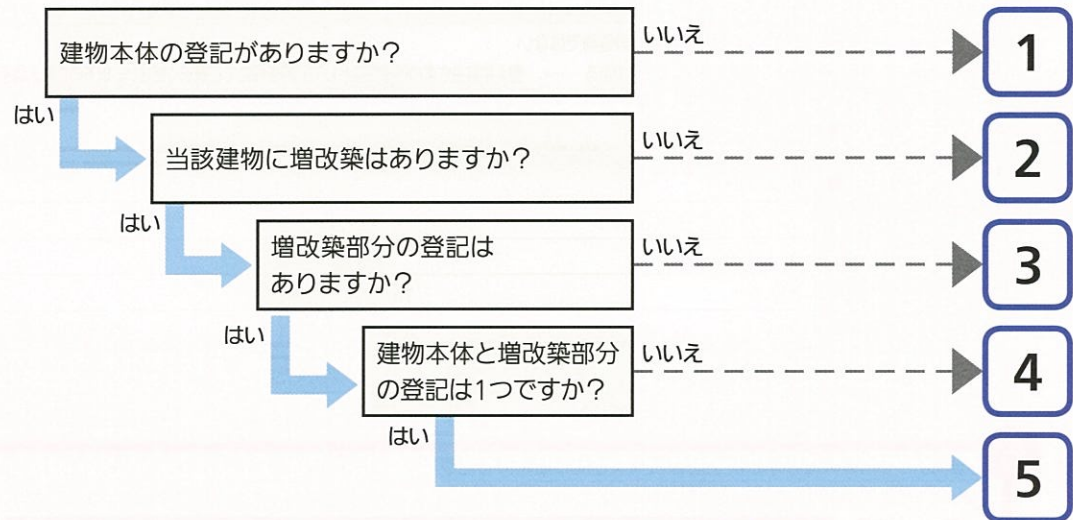 建物本体の登記がありますか？
いいえ
1
はい
当該建物に増改築はありますか？
いいえ
2
はい
増改築部分の登記は
ありますか？
いいえ
3
はい
建物本体と増改築部分
の登記は1つですか？
いいえ
4
はい
5